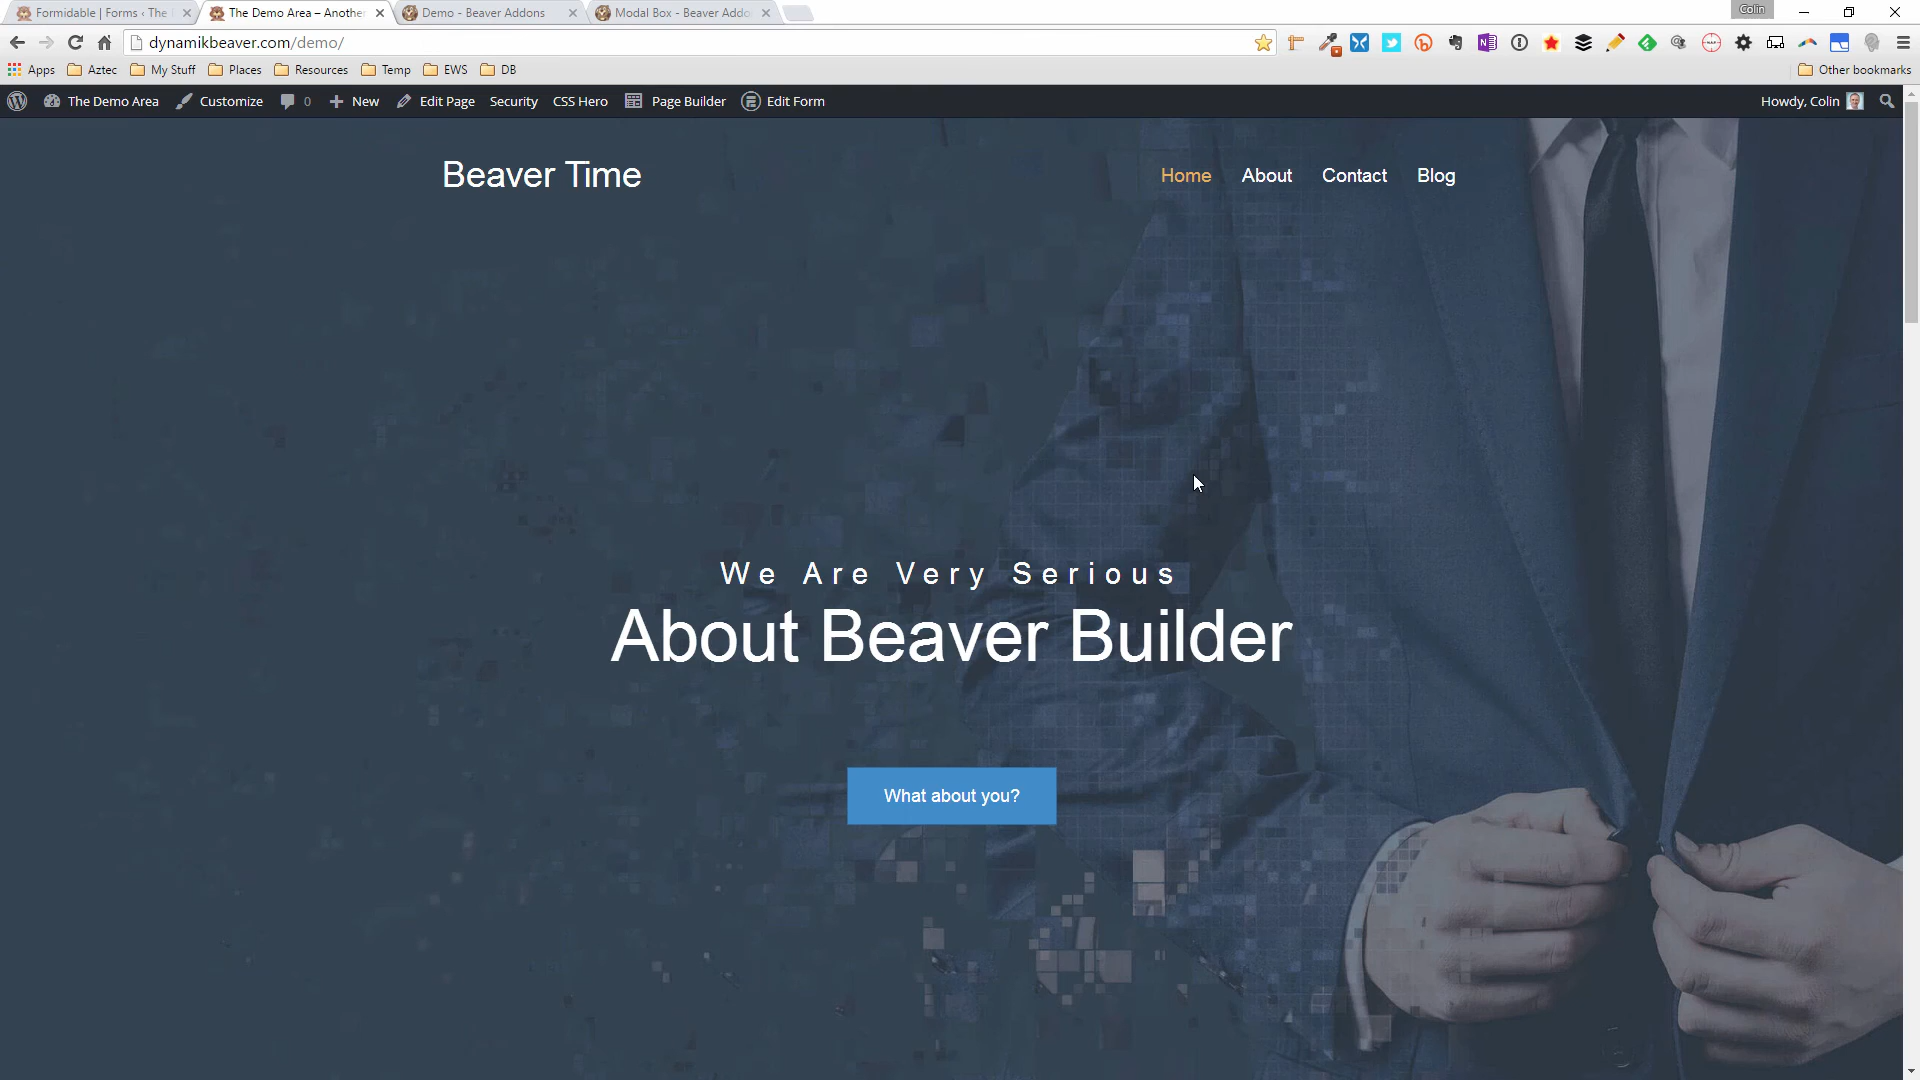 Formidable | Forms ‹ The
The Demo Area – Another
Demo - Beaver Addons
Modal Box - Beaver Addo
Colin
dynamikbeaver.com/demo/
Apps
Aztec
My Stuff
Places
Resources
Temp
EWS
DB
Other bookmarks
The Demo Area
Customize
0
New
Edit Page
Security
CSS Hero
Page Builder
Edit Form
Howdy, Colin
Beaver Time
Home
About
Contact
Blog
We Are Very Serious
About Beaver Builder
What about you?